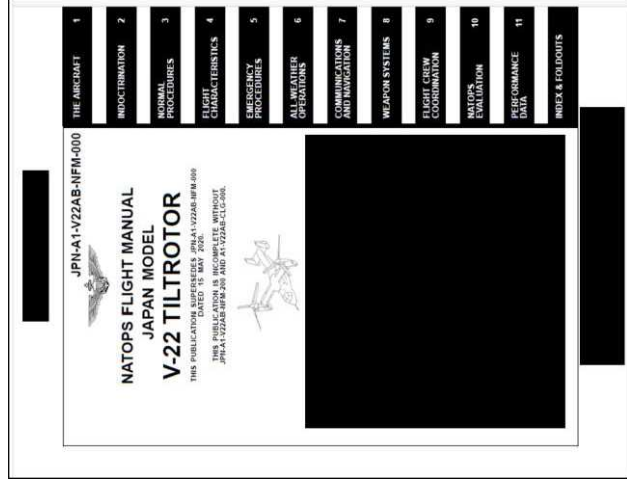 JPN-A1-V22AB-NFM-000
NATOPS FLIGHT MANUAL
JAPAN MODEL
V-22 TILTROTOR
THIS PUBLICATION SUPERSEDES JPN-A1-V22AB-NFM-000
DATED 15 MAY 2020.
THIS PUBLICATION IS INCOMPLETE WITHOUT
JPN-A1-V22AB-NFM-200 AND A1-V22AB-CLG-000.
THE AIRCRAFT 1
INDOCTRINATION 2
NORMAL
PROCEDURES 3
FLIGHT
CHARACTERISTICS 4
EMERGENCY
PROCEDURES 5
ALL-WEATHER
OPERATIONS 6
COMMUNICATIONS
AND NAVIGATION 7
WEAPON SYSTEMS 8
FLIGHT CREW
COORDINATION 9
NATOPS
EVALUATION 10
PERFORMANCE
DATA 11
INDEX & FOLDOUTS